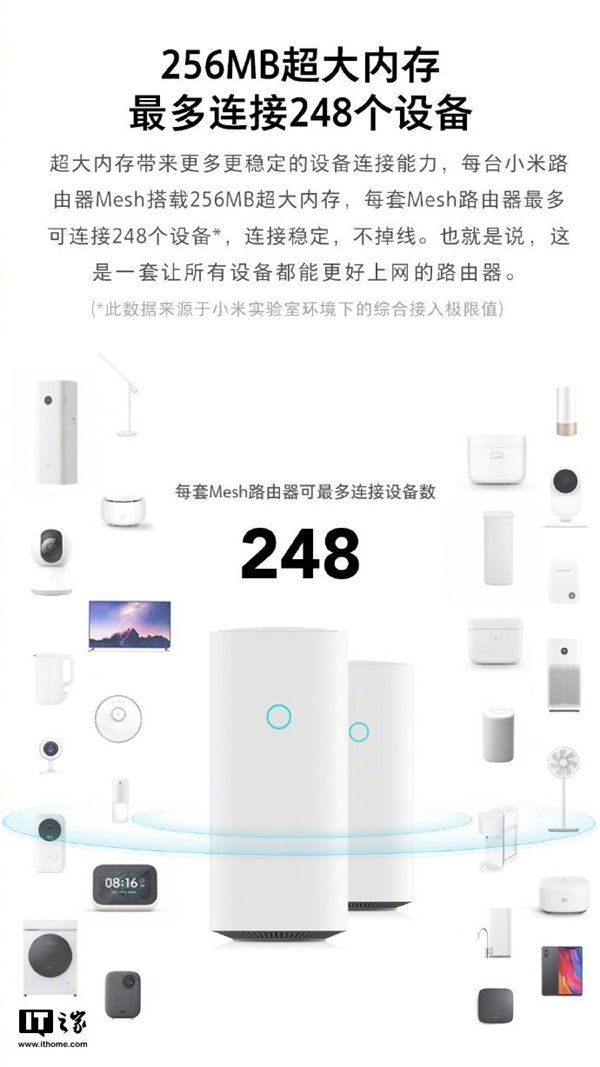 256MB超大内存
最多连接248个设备
超大内存带来更多更稳定的设备连接能力，每台小米路
由器Mesh搭载256MB超大内存，每套Mesh路由器最多
可连接248个设备*，连接稳定，不掉线。也就是说，这
是一套让所有设备都能更好上网的路由器。
(*此数据来源于小米实验室环境下的综合接入极限值)
每套Mesh路由器可最多连接设备数
248
08:16
IT之家
www.ithome.com